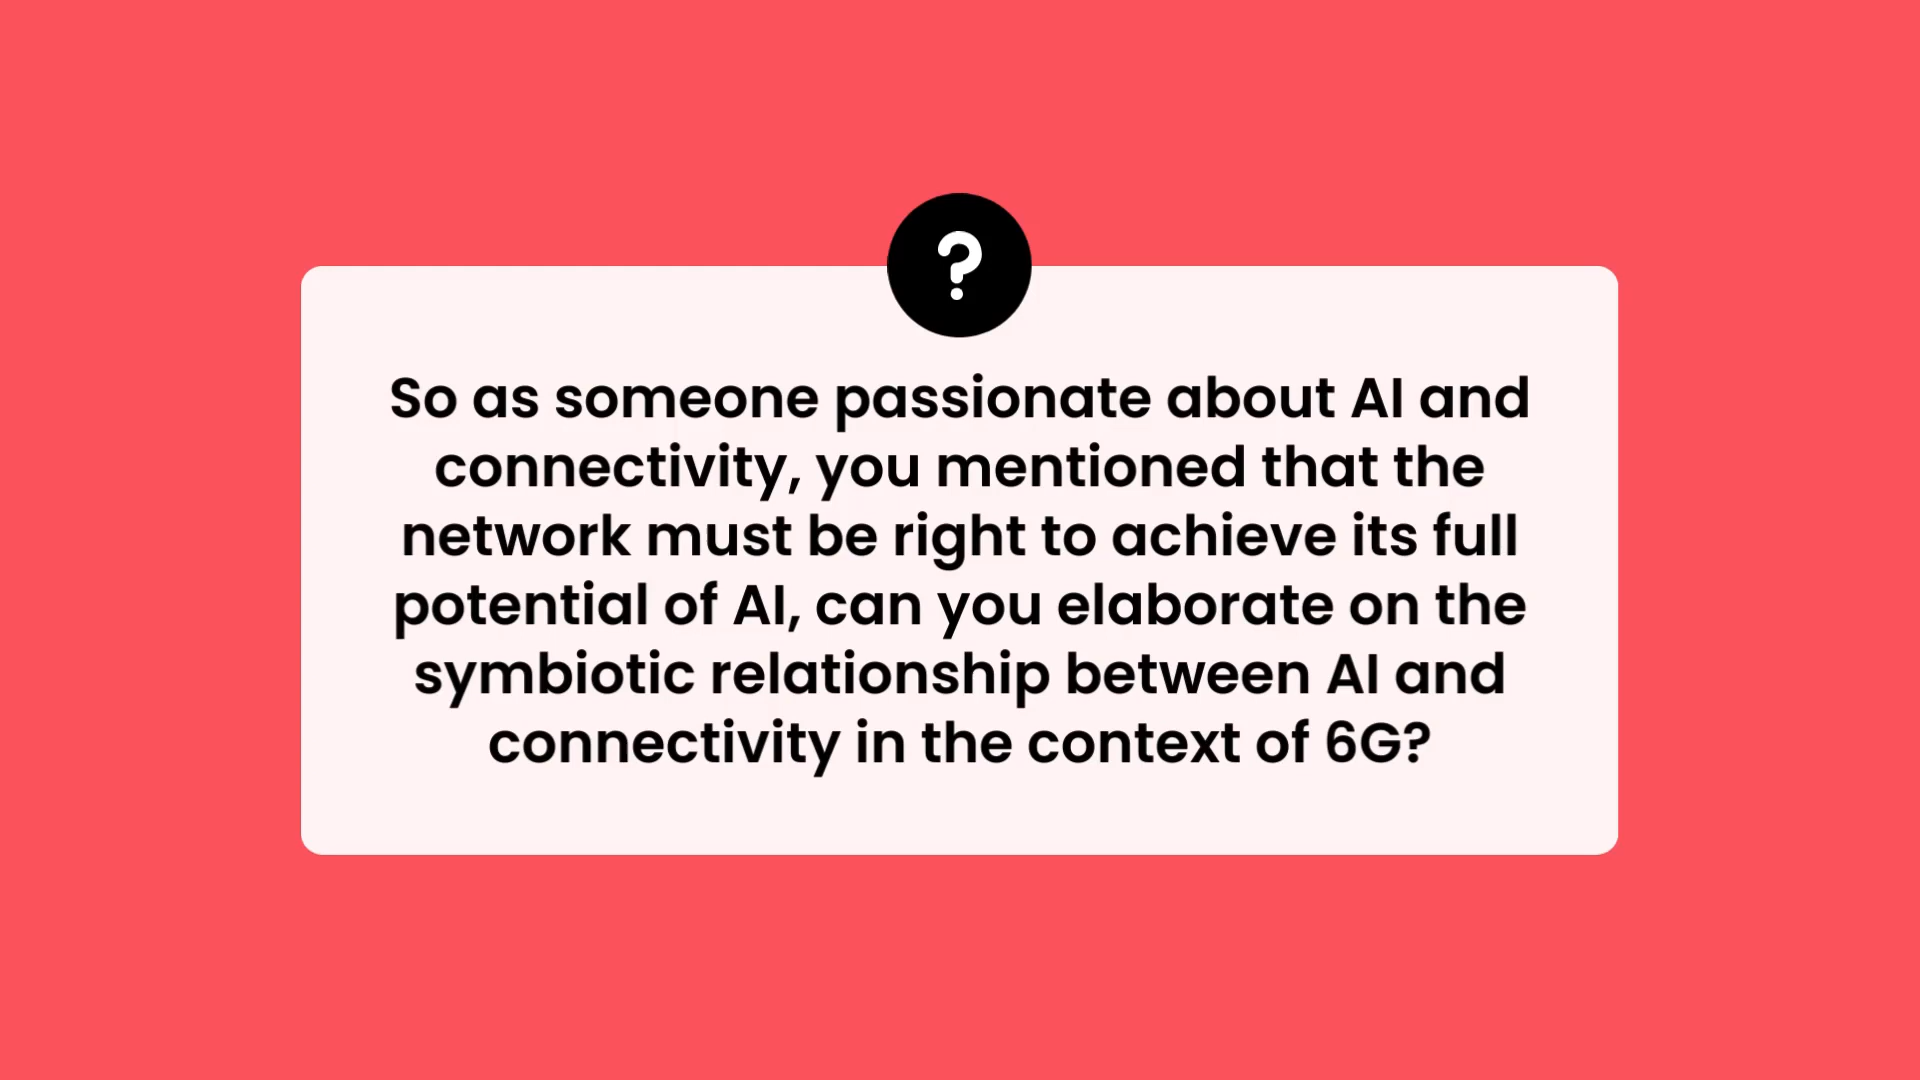 ?
So as someone passionate about AI and
connectivity, you mentioned that the
network must be right to achieve its full
potential of AI, can you elaborate on the
symbiotic relationship between AI and
connectivity in the context of 6G?